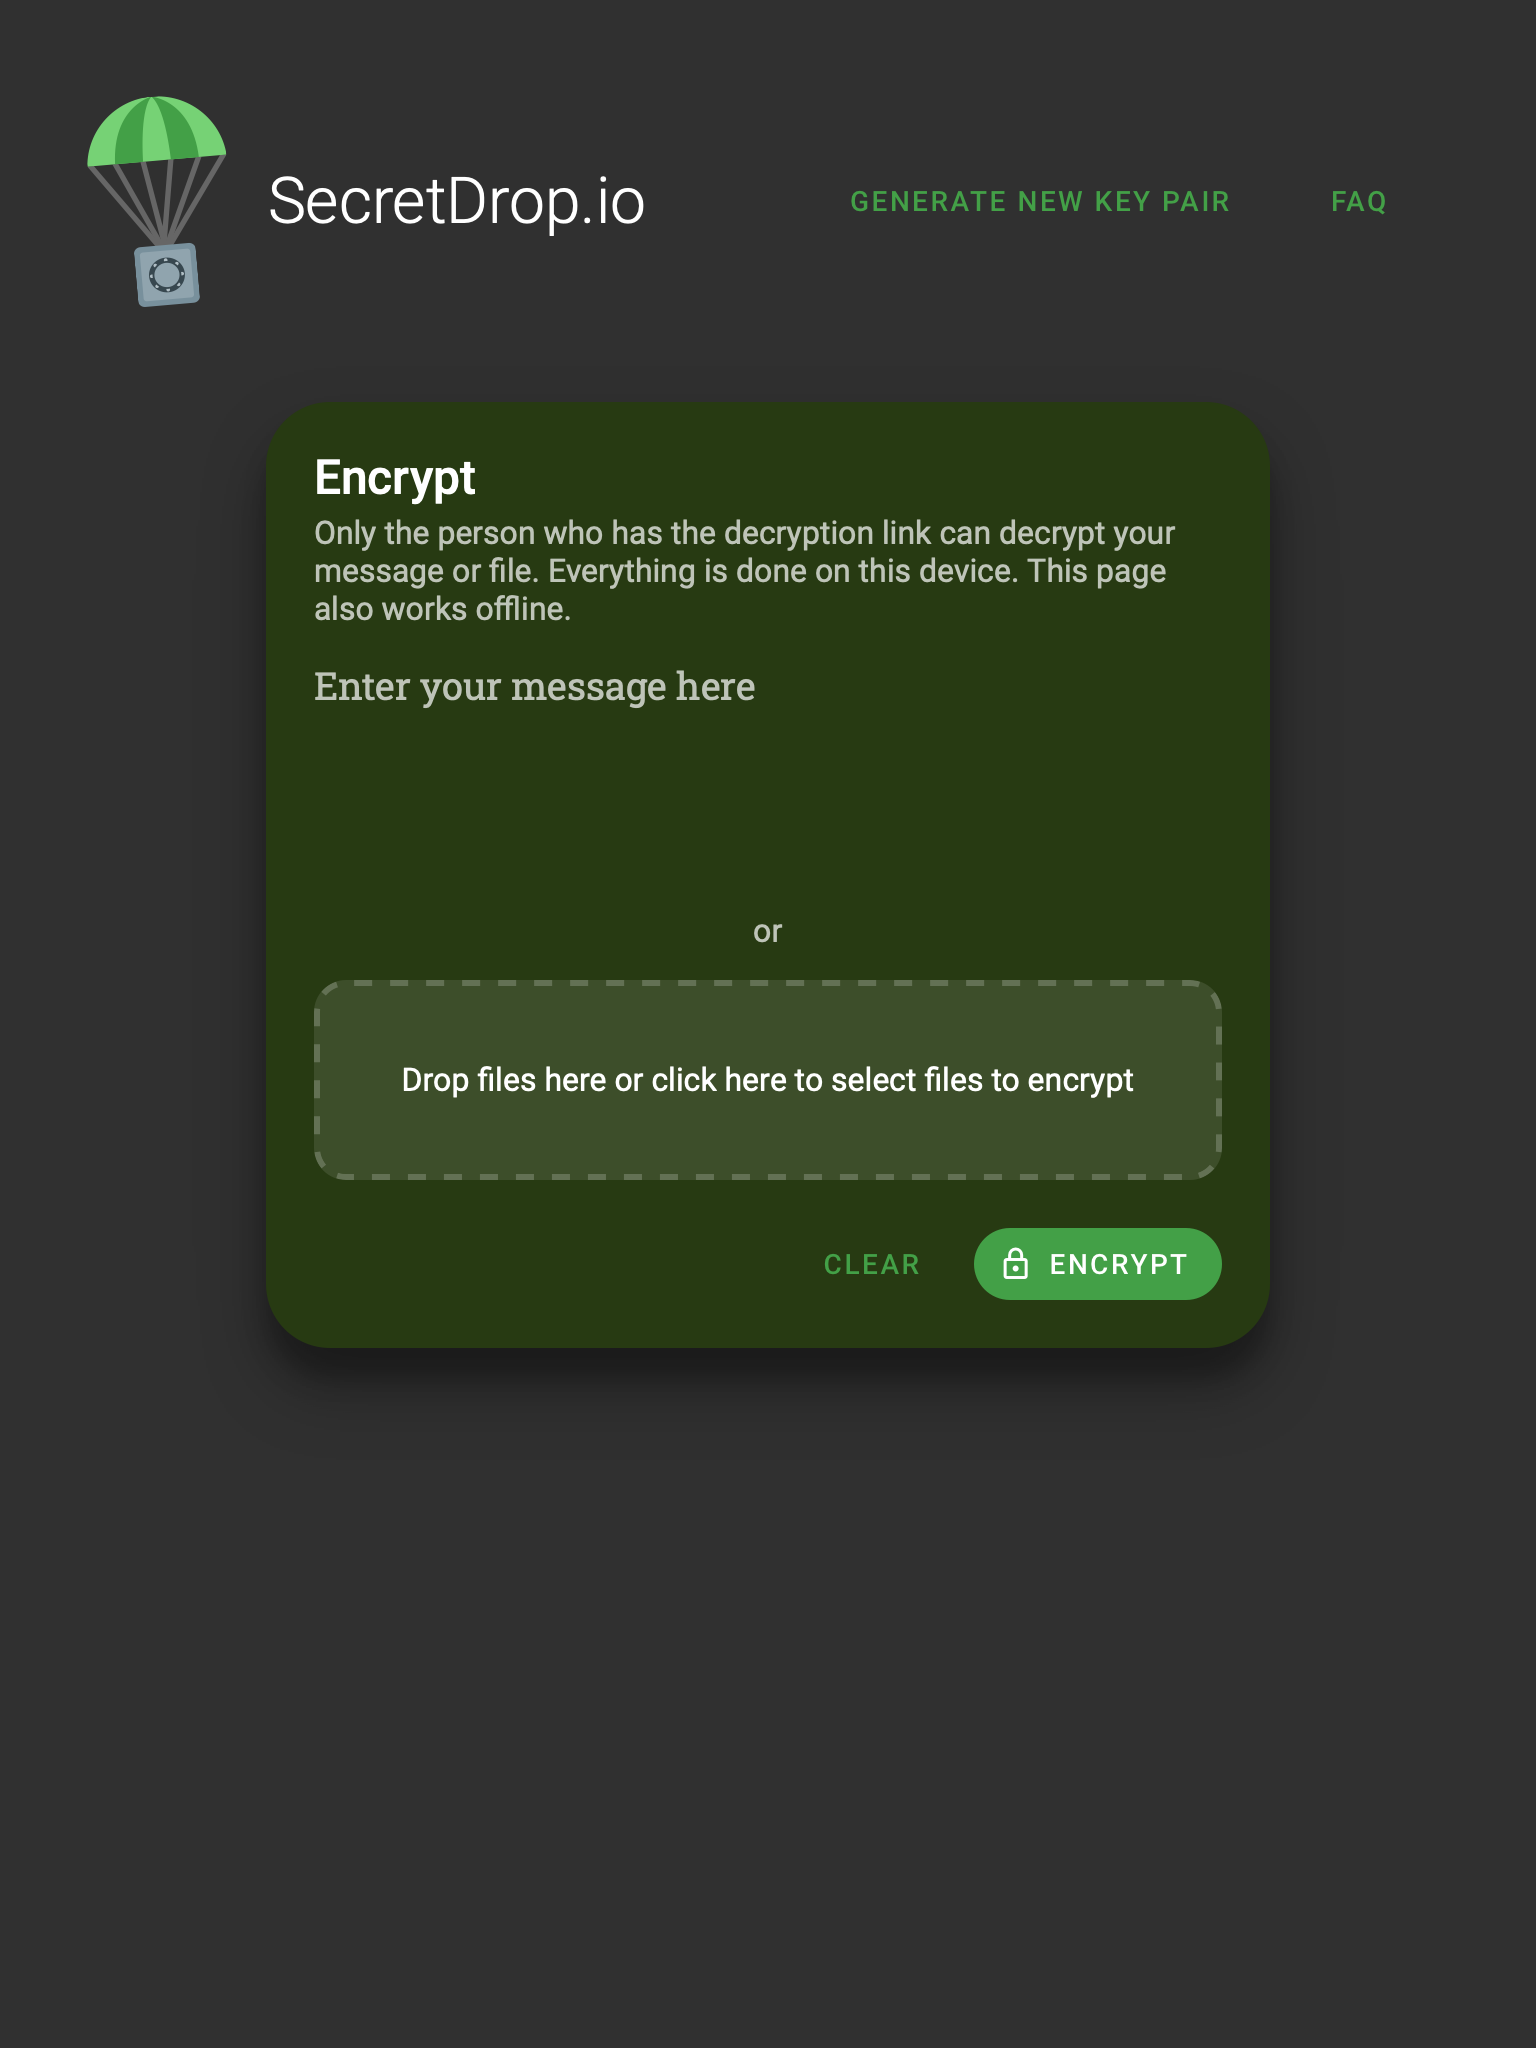 SecretDrop.io
GENERATE NEW KEY PAIR
FAQ
Encrypt
Only the person who has the decryption link can decrypt your
message or file. Everything is done on this device. This page
also works offline.
Enter your message here
or
Drop files here or click here to select files to encrypt
CLEAR
ENCRYPT